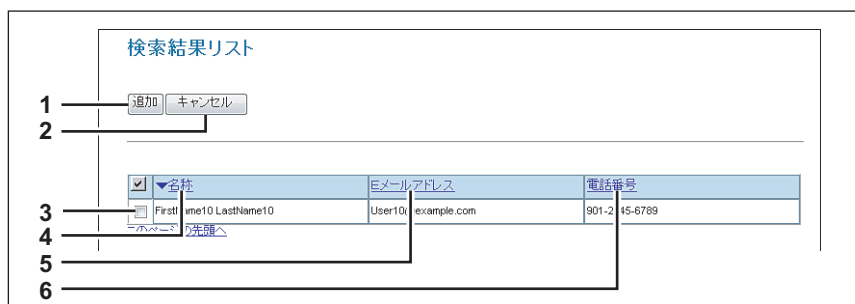 検索結果リスト
1 追加 キャンセル
2
▼名称 Eメールアドレス 電話番号
3 FirstName10 LastName10 User10@example.com 901-2345-6789
4 このページの先頭へ
5
6